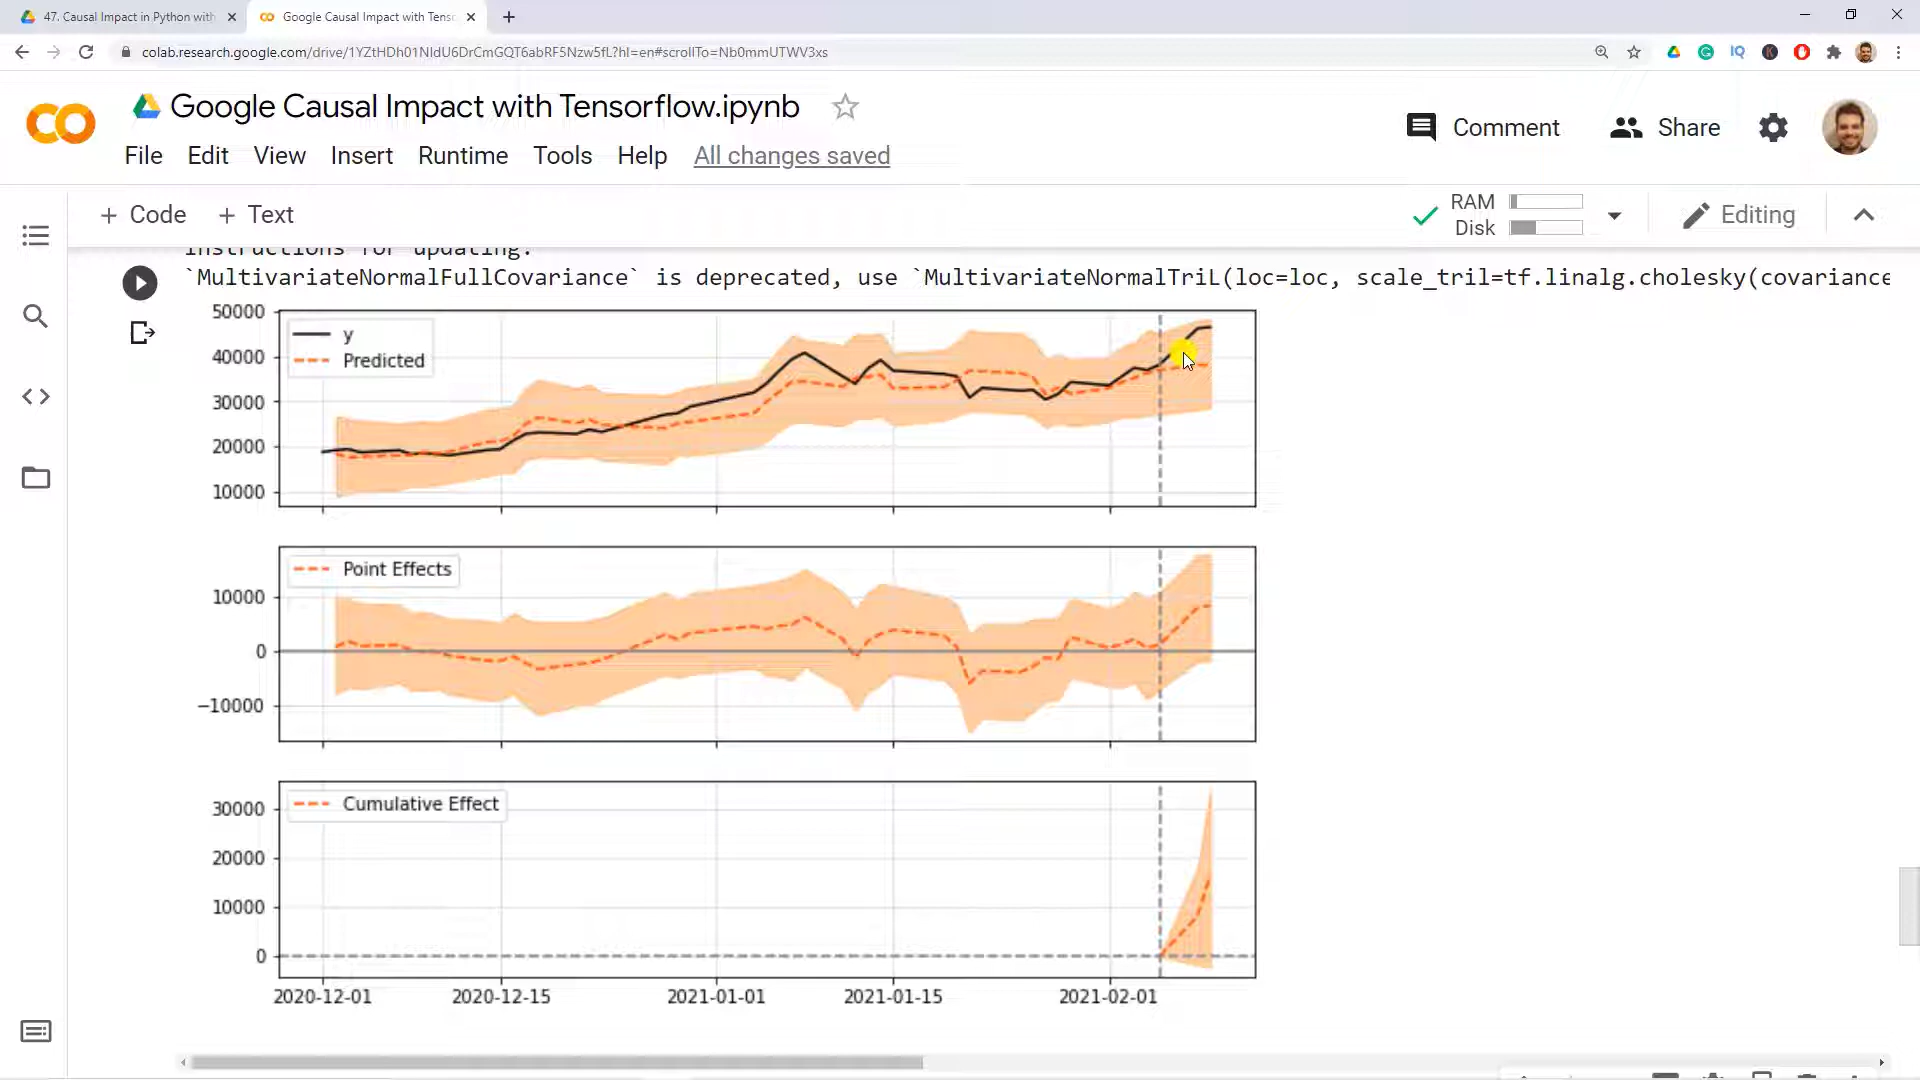 47. Causal Impact in Python with
Google Causal Impact with Tenso
colab.research.google.com/drive/1YZtHDh01NIdU6DrCmGQT6abRF5Nzw5fL?hl=en#scrollTo=Nb0mmUTWV3xs
Google Causal Impact with Tensorflow.ipynb
Comment
Share
File Edit View Insert Runtime Tools Help All changes saved
+ Code + Text
RAM
Disk
Editing
Instructions for updating:
`MultivariateNormalFullCovariance` is deprecated, use `MultivariateNormalTriL(loc=loc, scale_tril=tf.linalg.cholesky(covariance
50000
40000
30000
20000
10000
y
Predicted
10000
0
−10000
Point Effects
30000
20000
10000
0
Cumulative Effect
2020-12-01 2020-12-15 2021-01-01 2021-01-15 2021-02-01